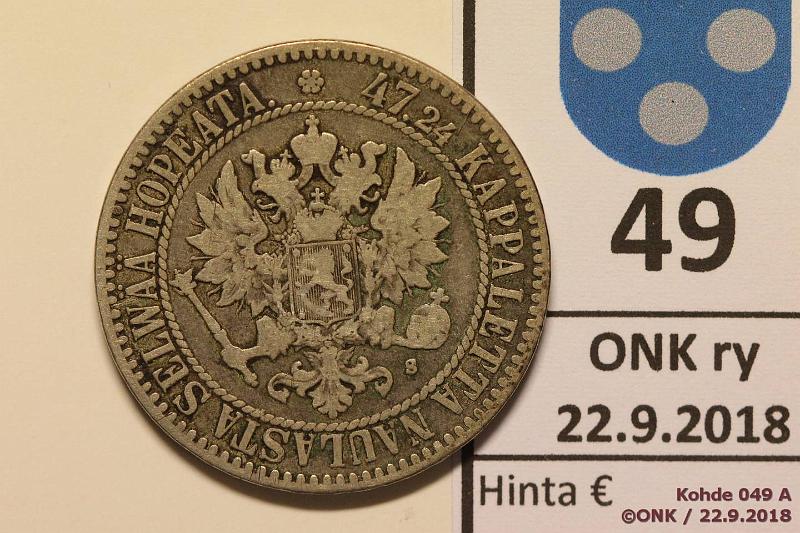 47.24 KAPPALETTA NAULASTA SELWÄÄ HOPEATA.
S
49
ONK ry
22.9.2018
Hinta €
Kohde 049 A
©ONK / 22.9.2018